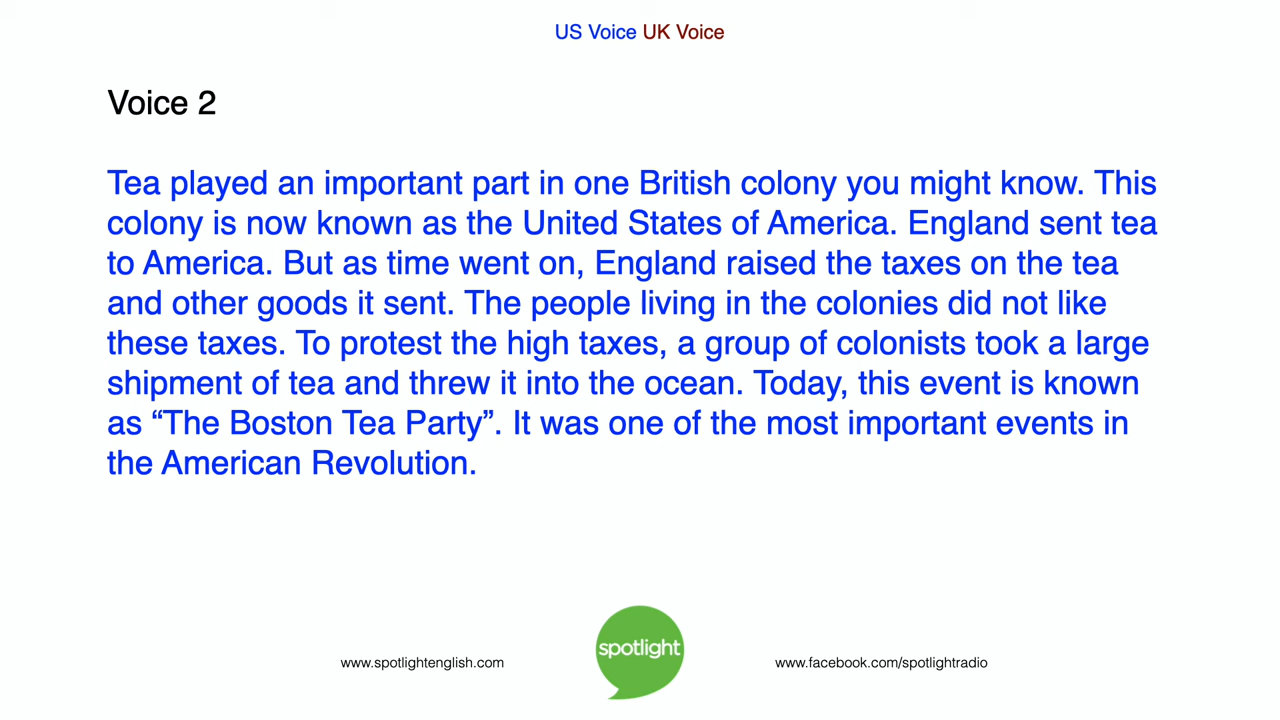 US Voice UK Voice
Voice 2
Tea played an important part in one British colony you might know. This
colony is now known as the United States of America. England sent tea
to America. But as time went on, England raised the taxes on the tea
and other goods it sent. The people living in the colonies did not like
these taxes. To protest the high taxes, a group of colonists took a large
shipment of tea and threw it into the ocean. Today, this event is known
as “The Boston Tea Party”. It was one of the most important events in
the American Revolution.
spotlight
www.spotlightenglish.com
www.facebook.com/spotlightradio